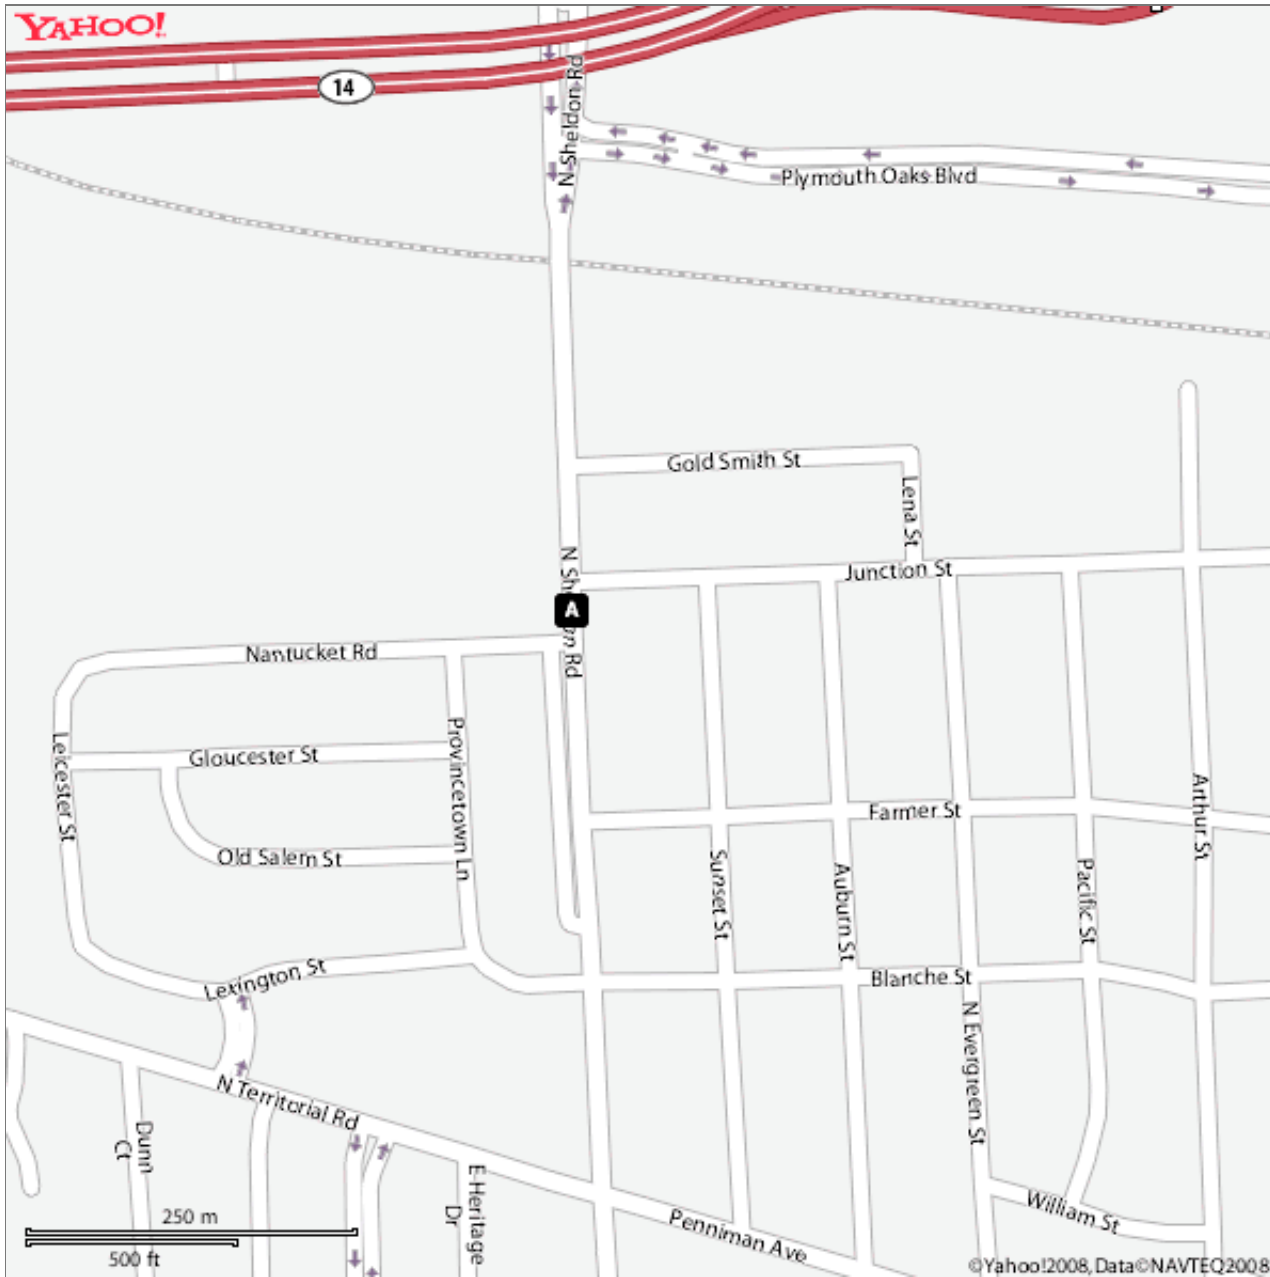 YAHOO!
14
N Sheldon Rd
Plymouth Oaks Blvd
Gold Smith St
Lena St
Junction St
N Sh
A
n Rd
Nantucket Rd
Leicester St
Gloucester St
Provincetown Ln
Old Salem St
Farmer St
Arthur St
Sunset St
Auburn St
Pacific St
Lexington St
Blanche St
N Evergreen St
N Territorial Rd
Dunn
Ct
E Heritage
Dr
William St
Penniman Ave
250 m
500 ft
©Yahoo!2008, Data©NAVTEQ2008